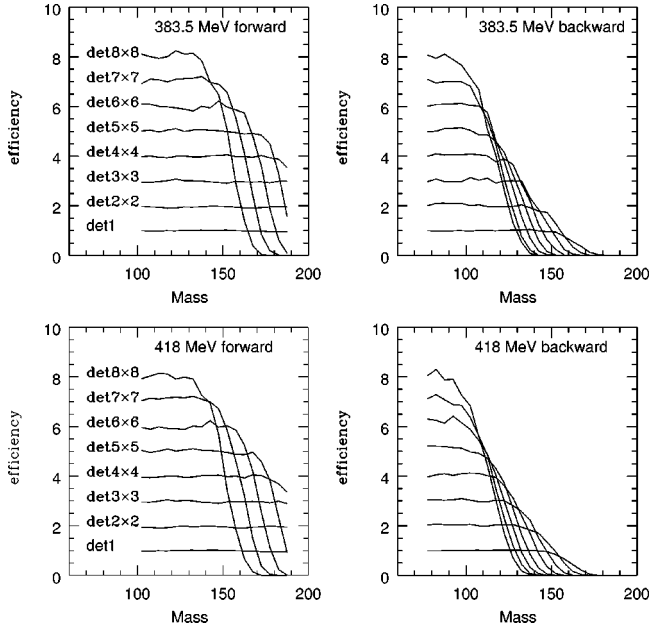 383.5 MeV forward
10
det8×8
8
det7×7
det6×6
6
det5×5
det4×4
4
det3×3
det2×2
2
det1
0
100
150
200
Mass
efficiency
383.5 MeV backward
10
8
6
4
2
0
100
150
200
Mass
efficiency
418 MeV forward
10
det8×8
8
det7×7
det6×6
6
det5×5
det4×4
4
det3×3
det2×2
2
det1
0
100
150
200
Mass
efficiency
418 MeV backward
10
8
6
4
2
0
100
150
200
Mass
efficiency